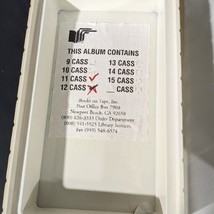 THIS ALBUM CONTAINS
9 CASS 13 CASS
10 CASS 14 CASS
11 CASS 15 CASS
12 CASS __ CASS
Books on Tape, Inc.
Post Office Box 7900
Newport Beach, CA 92658
(800) 626-3333 Order Department
(800) 541-5525 Library Services
Fax (949) 548-6574